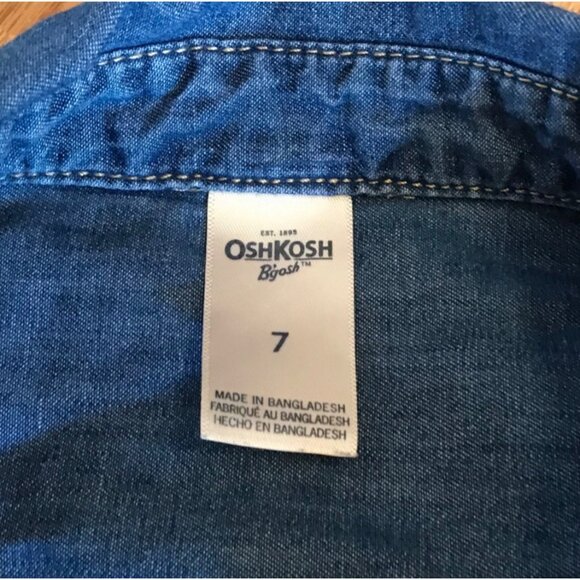 EST. 1895
OSHKOSH
B'gosh™
7
MADE IN BANGLADESH
FABRIQUÉ AU BANGLADESH
HECHO EN BANGLADESH